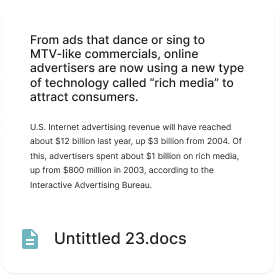 From ads that dance or sing to
MTV-like commercials, online
advertisers are now using a new type
of technology called “rich media” to
attract consumers.
U.S. Internet advertising revenue will have reached
about $12 billion last year, up $3 billion from 2004. Of
this, advertisers spent about $1 billion on rich media,
up from $800 million in 2003, according to the
Interactive Advertising Bureau.
Untittled 23.docs